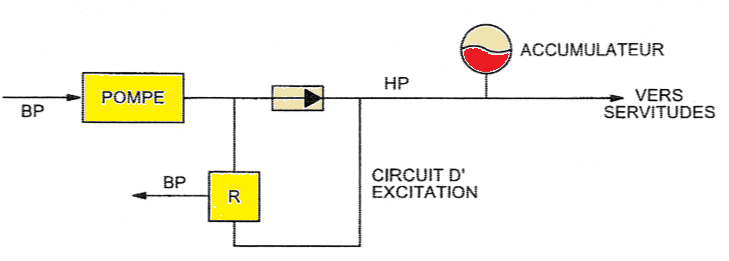 ACCUMULATEUR
HP
POMPE
BP
VERS
SERVITUDES
CIRCUIT D'
EXCITATION
BP
R